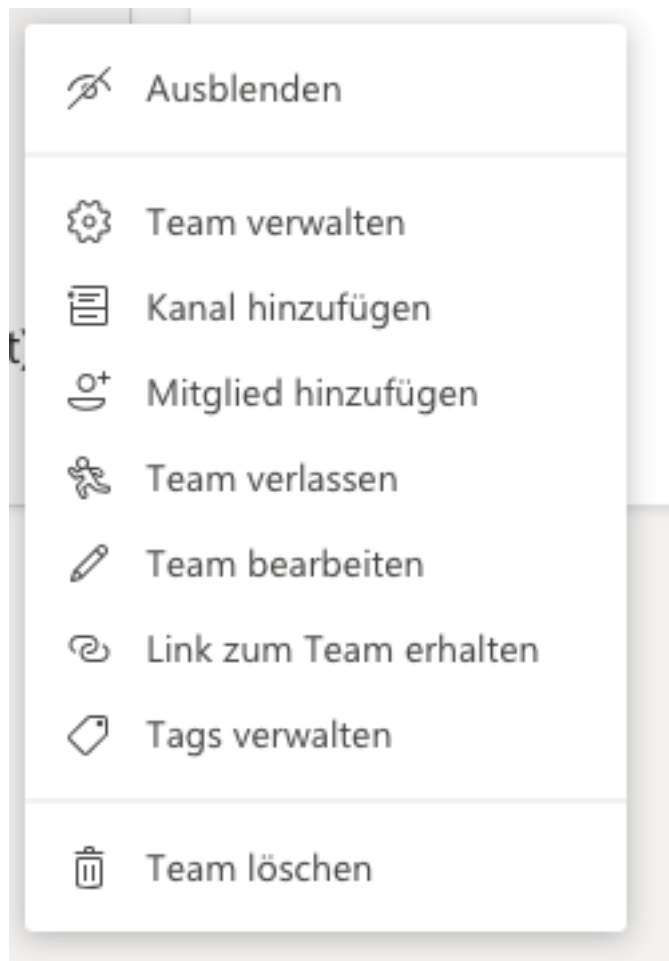 Ausblenden
Team verwalten
Kanal hinzufügen
t)
Mitglied hinzufügen
Team verlassen
Team bearbeiten
Link zum Team erhalten
Tags verwalten
Team löschen